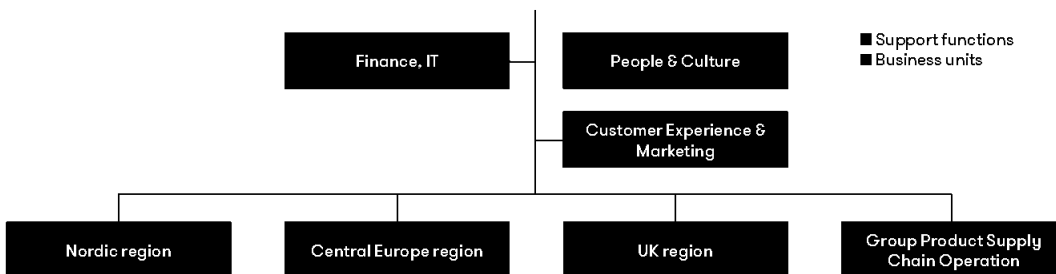 Finance, IT
People & Culture
Support functions
Business units
Customer Experience &
Marketing
Nordic region
Central Europe region
UK region
Group Product Supply
Chain Operation